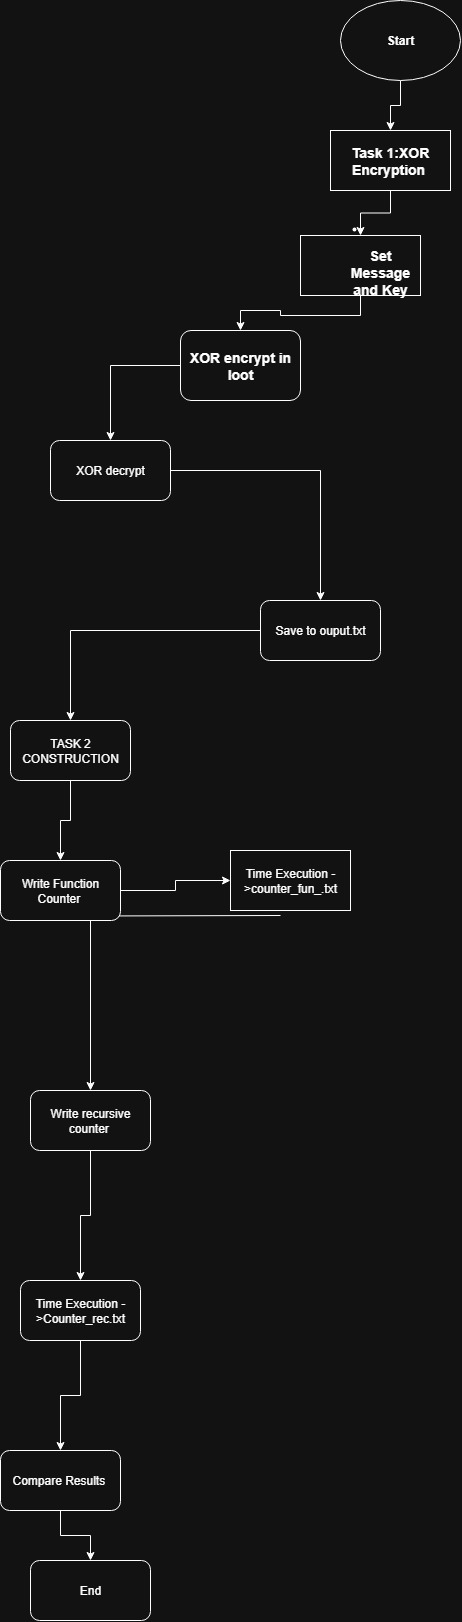 Start
Task 1:XOR
Encryption
Set
Message
and Key
XOR encrypt in
loot
XOR decrypt
Save to ouput.txt
TASK 2
CONSTRUCTION
Write Function
Counter
Time Execution -
>counter_fun_.txt
Write recursive
counter
Time Execution -
>Counter_rec.txt
Compare Results
End